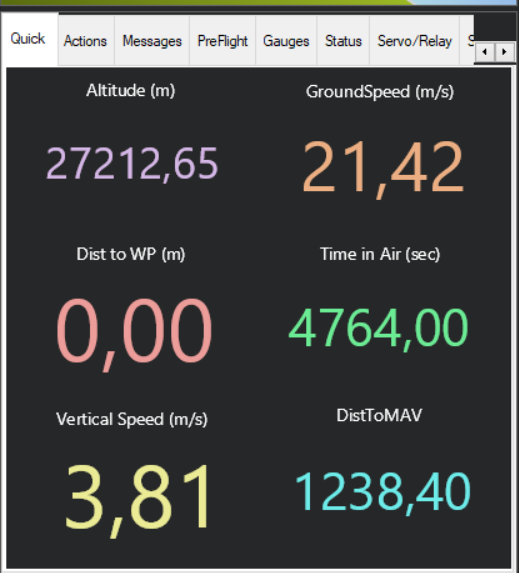 Quick Actions Messages PreFlight Gauges Status Servo/Relay
Altitude (m) GroundSpeed (m/s)
27212,65 21,42
Dist to WP (m) Time in Air (sec)
0,00 4764,00
Vertical Speed (m/s) DistToMAV
3,81 1238,40